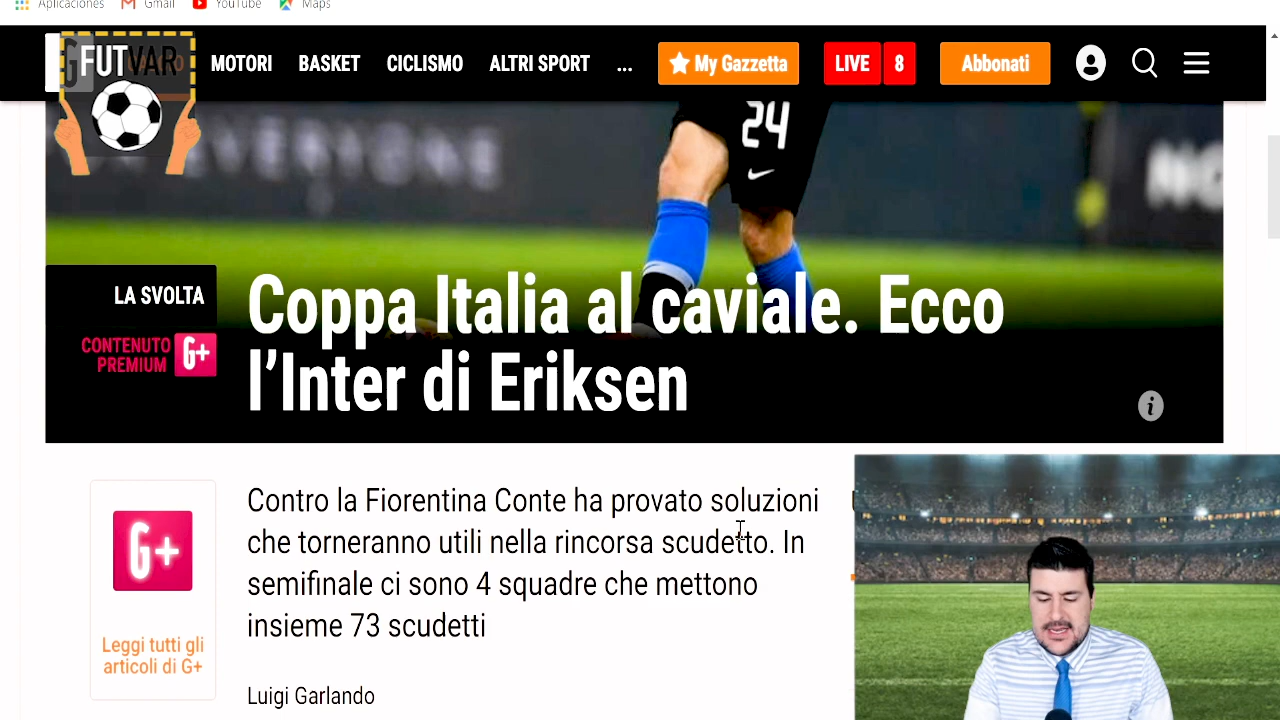 Aplicaciones Gmail YouTube Maps
FUTVAR
MOTORI BASKET CICLISMO ALTRI SPORT ... My Gazzetta LIVE 8 Abbonati
EVERYONE
24
NO
LA SVOLTA
CONTENUTO
PREMIUM
G+
Coppa Italia al caviale. Ecco
l'Inter di Eriksen
i
G+
Leggi tutti gli
articoli di G+
Contro la Fiorentina Conte ha provato soluzioni
che torneranno utili nella rincorsa scudetto. In
semifinale ci sono 4 squadre che mettono
insieme 73 scudetti
Luigi Garlando